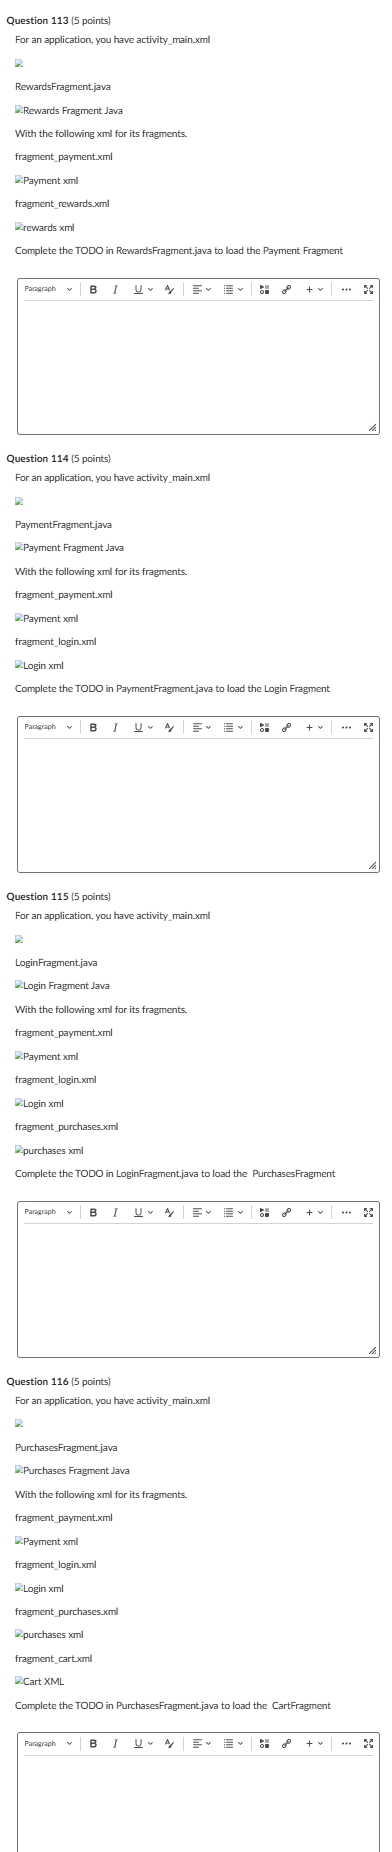 Question 113 (5 points)
For an application, you have activity_main.xml
RewardsFragment.java
Rewards Fragment Java
With the following xml for its fragments.
fragment_payment.xml
Payment xml
fragment_rewards.xml
rewards xml
Complete the TODO in RewardsFragment.java to load the Payment Fragment
Paragraph B I U A
Question 114 (5 points)
For an application, you have activity_main.xml
PaymentFragment.java
Payment Fragment Java
With the following xml for its fragments.
fragment_payment.xml
Payment xml
fragment_login.xml
Login xml
Complete the TODO in PaymentFragment.java to load the Login Fragment
Paragraph B I U A
Question 115 (5 points)
For an application, you have activity_main.xml
LoginFragment.java
Login Fragment Java
With the following xml for its fragments.
fragment_payment.xml
Payment xml
fragment_login.xml
Login xml
fragment_purchases.xml
purchases xml
Complete the TODO in LoginFragment.java to load the PurchasesFragment
Paragraph B I U A
Question 116 (5 points)
For an application, you have activity_main.xml
PurchasesFragment.java
Purchases Fragment Java
With the following xml for its fragments.
fragment_payment.xml
Payment xml
fragment_login.xml
Login xml
fragment_purchases.xml
purchases xml
fragment_cart.xml
Cart XML
Complete the TODO in PurchasesFragment.java to load the CartFragment
Paragraph B I U A